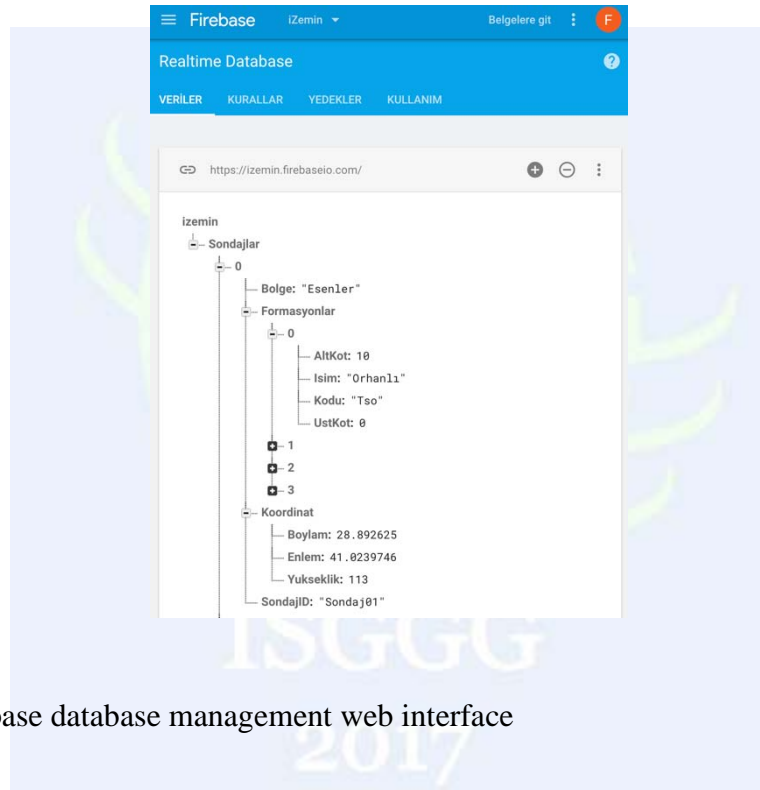 Firebase iZemin Belgelere git F
Realtime Database ?
VERİLER KURALLAR YEDEKLER KULLANIM
https://izemin.firebaseio.com/
izemin
Sondajlar
0
Bolge: "Esenler"
Formasyonlar
0
AltKot: 10
Isim: "Orhanlı"
Kodu: "Tso"
UstKot: 0
1
2
3
Koordinat
Boylam: 28.892625
Enlem: 41.0239746
Yukseklik: 113
SondajID: "Sondaj01"
ISGGG
database management web interface
2017